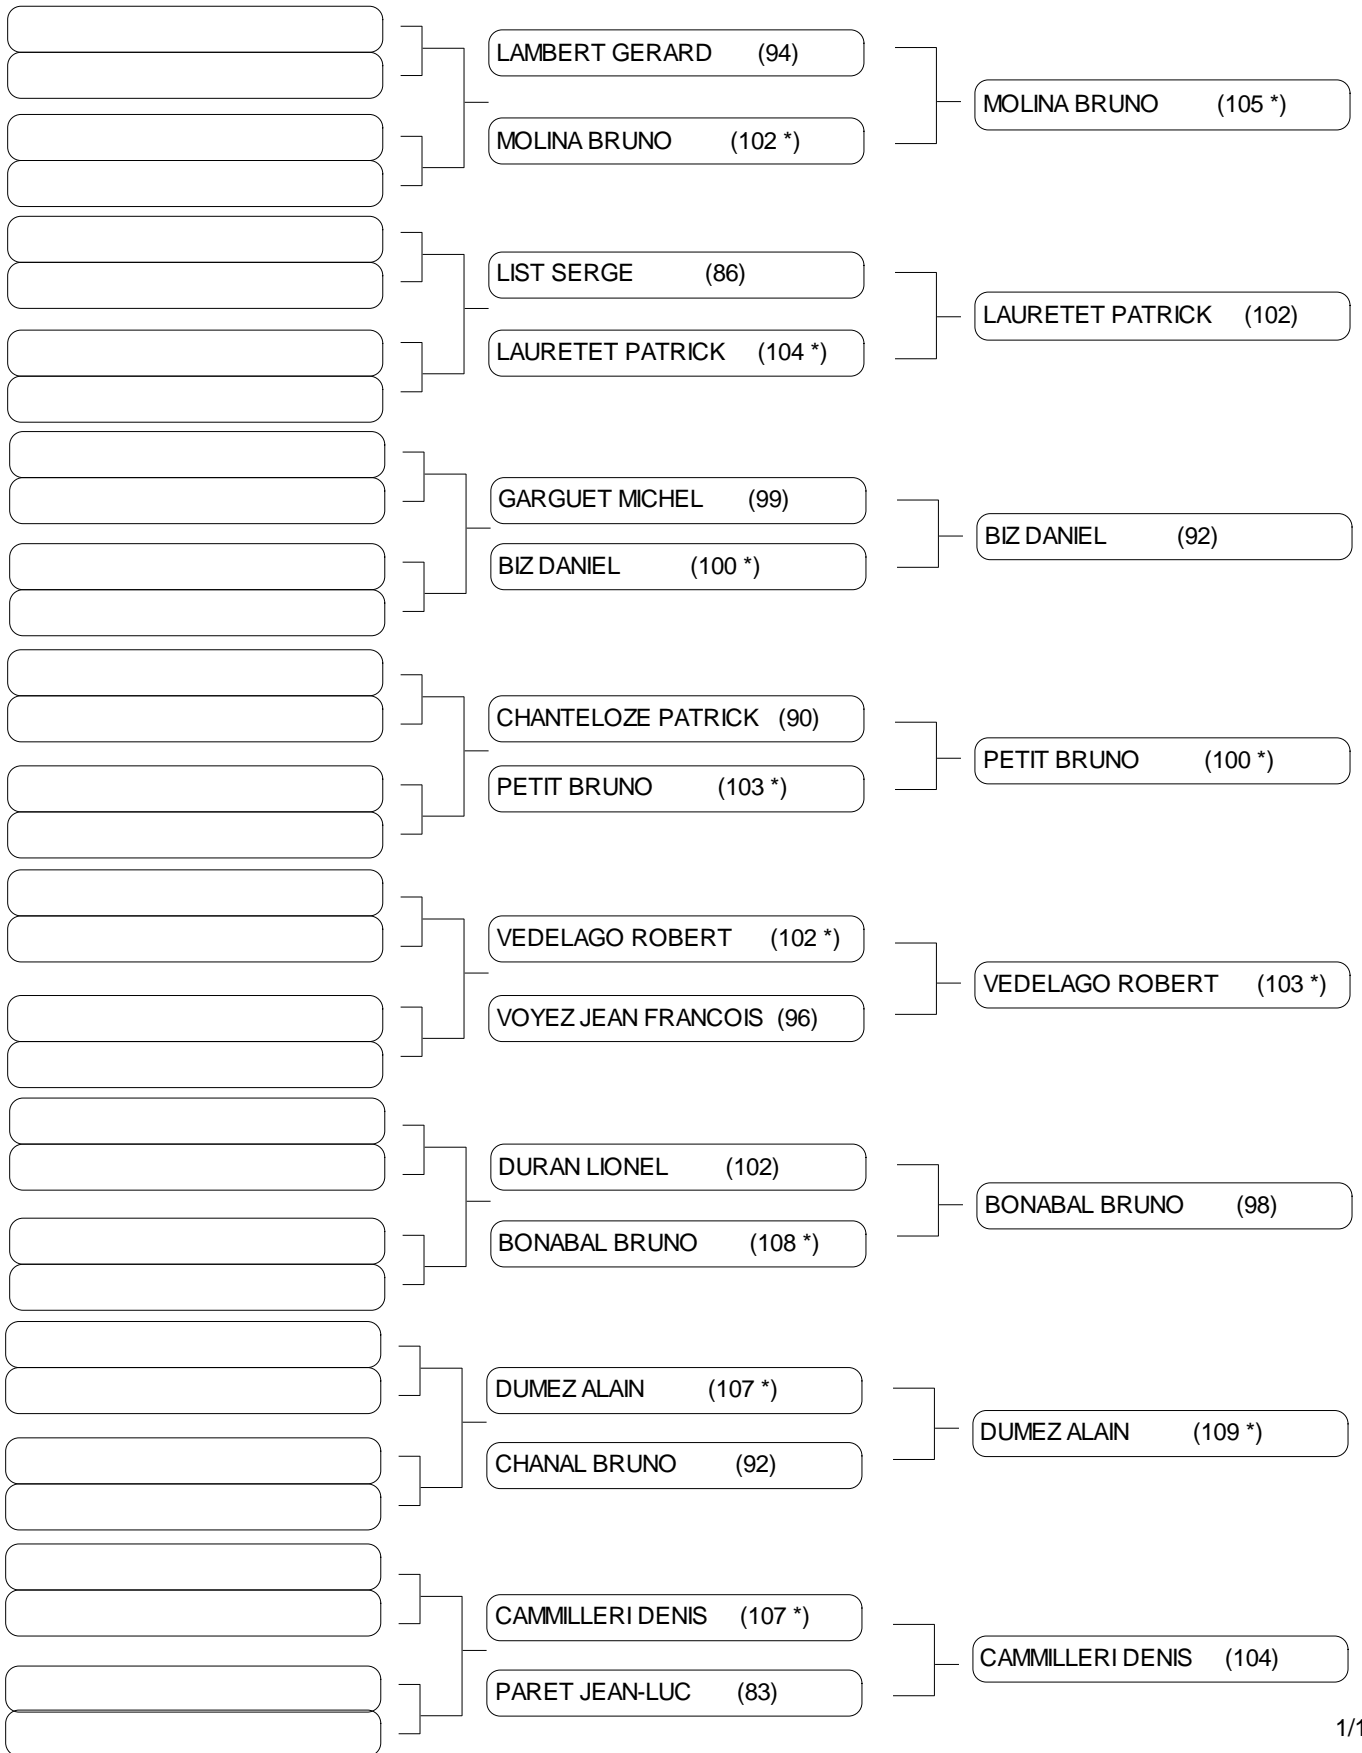 LAMBERT GERARD (94)
MOLINA BRUNO (102 *)
MOLINA BRUNO (105 *)
LIST SERGE (86)
LAURETET PATRICK (104 *)
LAURETET PATRICK (102)
GARGUET MICHEL (99)
BIZ DANIEL (100 *)
BIZ DANIEL (92)
CHANTELOZE PATRICK (90)
PETIT BRUNO (103 *)
PETIT BRUNO (100 *)
VEDELAGO ROBERT (102 *)
VOYEZ JEAN FRANCOIS (96)
VEDELAGO ROBERT (103 *)
DURAN LIONEL (102)
BONABAL BRUNO (108 *)
BONABAL BRUNO (98)
DUMEZ ALAIN (107 *)
CHANAL BRUNO (92)
DUMEZ ALAIN (109 *)
CAMMILLERI DENIS (107 *)
PARET JEAN-LUC (83)
CAMMILLERI DENIS (104)
1/1